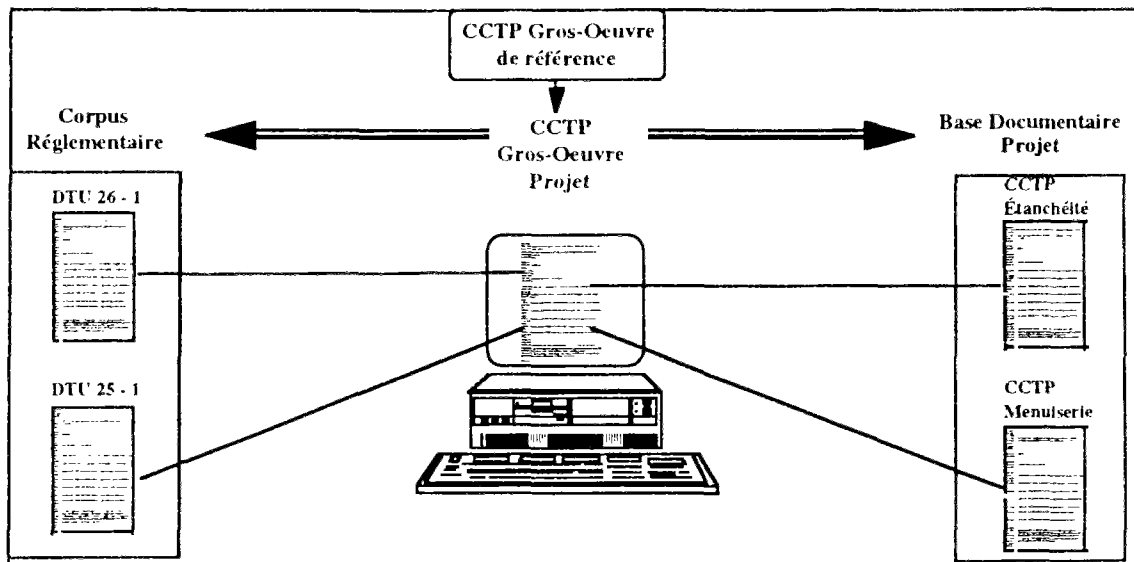 CCTP Gros-Oeuvre
de référence
Corpus
Réglementaire
CCTP
Gros-Oeuvre
Projet
Base Documentaire
Projet
DTU 26 - 1
DTU 25 - 1
CCTP
Étanchéité
CCTP
Menuiserie